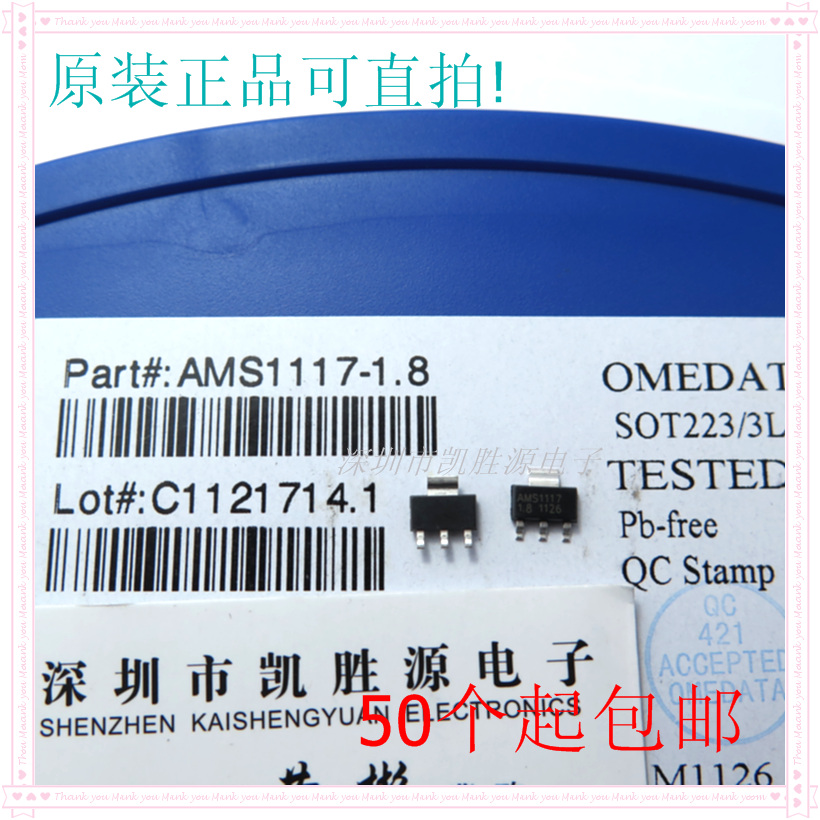 原装正品可直拍!
Part#: AMS1117-1.8
OMEDAT
SOT223/3L
深圳市凯胜源电子
TESTED
Lot#: C1121714.1
AMS1117
1.8 1126
Pb-free
QC Stamp
QC
421
ACCEPTED
OMEDATA
深圳市凯胜源电子
SHENZHEN KAISHENGYUAN ELECTRONICS
50个起包邮
M1126